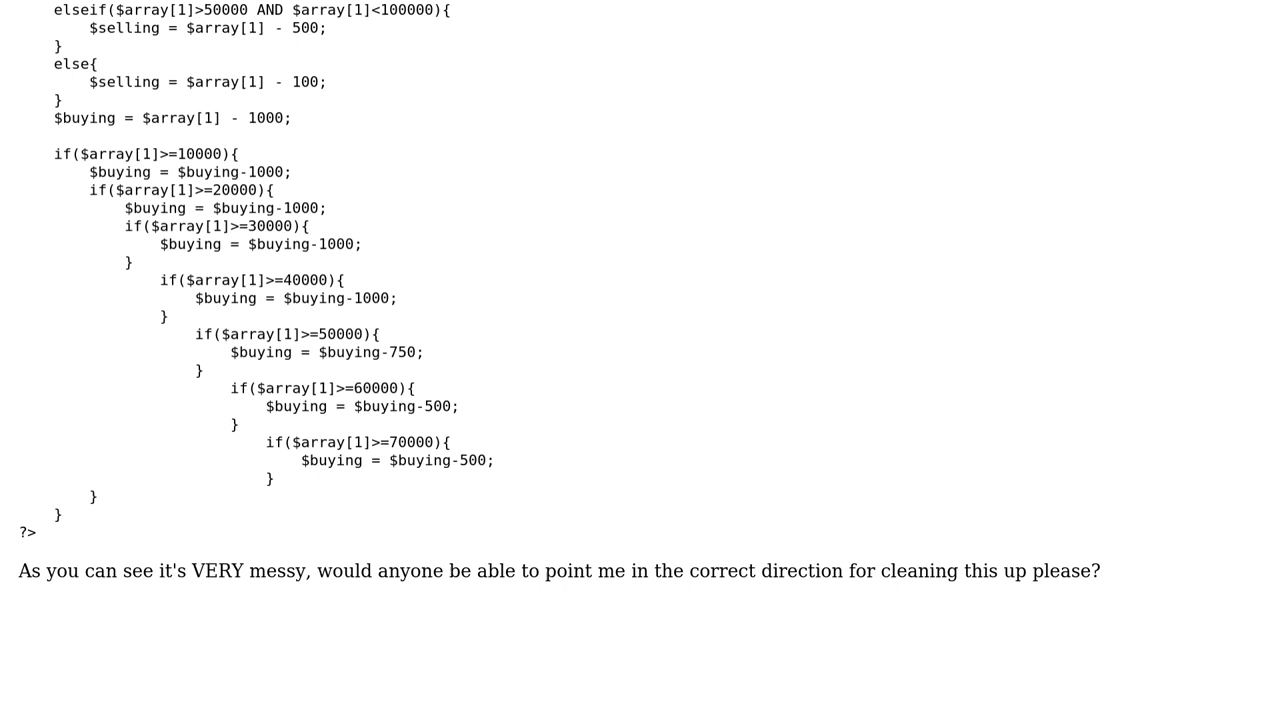 elseif($array[1]>50000 AND $array[1]<100000){
        $selling = $array[1] - 500;
    }
    else{
        $selling = $array[1] - 100;
    }
    $buying = $array[1] - 1000;

    if($array[1]>=10000){
        $buying = $buying-1000;
        if($array[1]>=20000){
            $buying = $buying-1000;
            if($array[1]>=30000){
                $buying = $buying-1000;
            }
                if($array[1]>=40000){
                    $buying = $buying-1000;
                }
                    if($array[1]>=50000){
                        $buying = $buying-750;
                    }
                        if($array[1]>=60000){
                            $buying = $buying-500;
                        }
                            if($array[1]>=70000){
                                $buying = $buying-500;
                            }
        }
    }
?>
As you can see it's VERY messy, would anyone be able to point me in the correct direction for cleaning this up please?